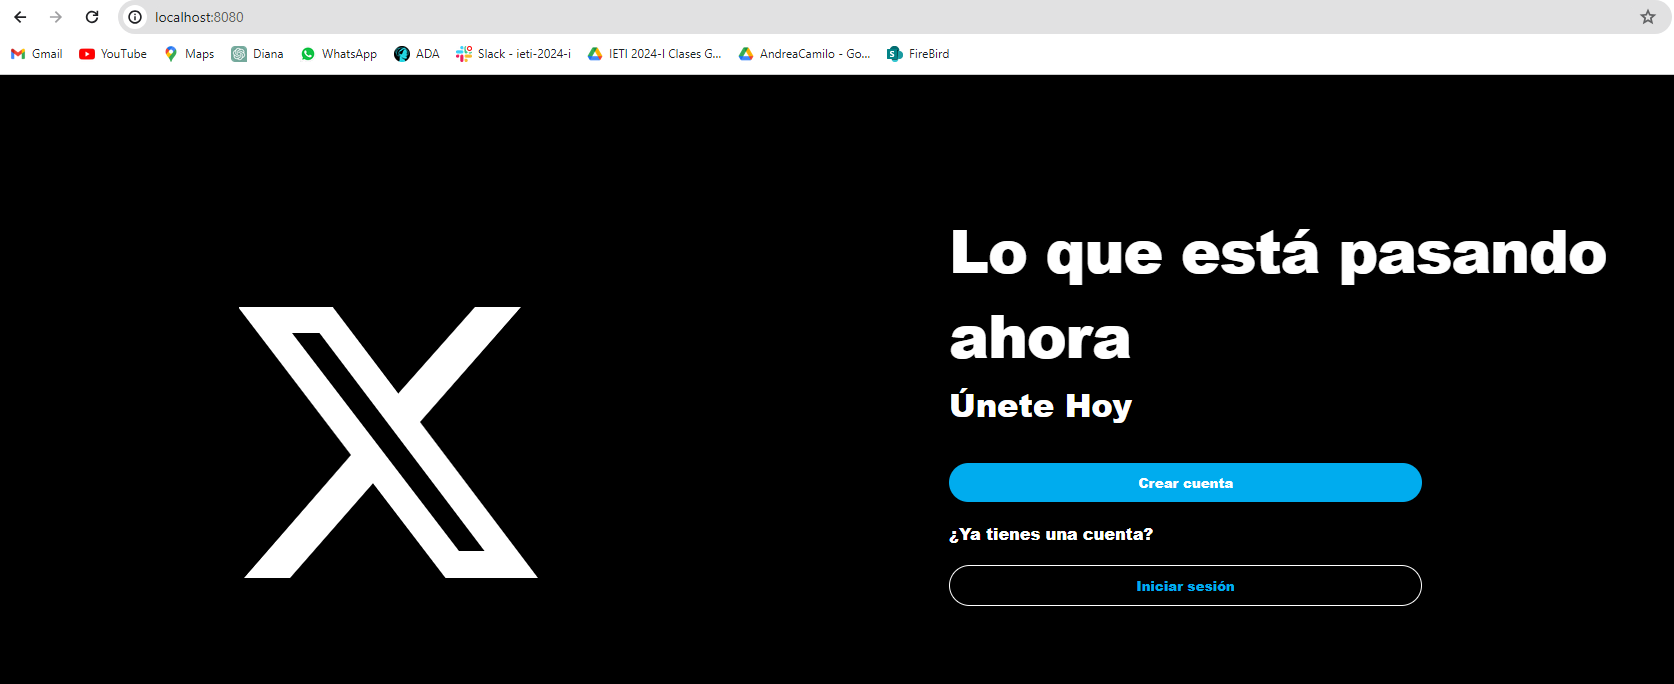 localhost:8080
Gmail YouTube Maps Diana WhatsApp ADA Slack - ieti-2024-i IETI 2024-I Clases G... AndreaCamilo - Go... FireBird
Lo que está pasando
ahora
Únete Hoy
Crear cuenta
¿Ya tienes una cuenta?
Iniciar sesión